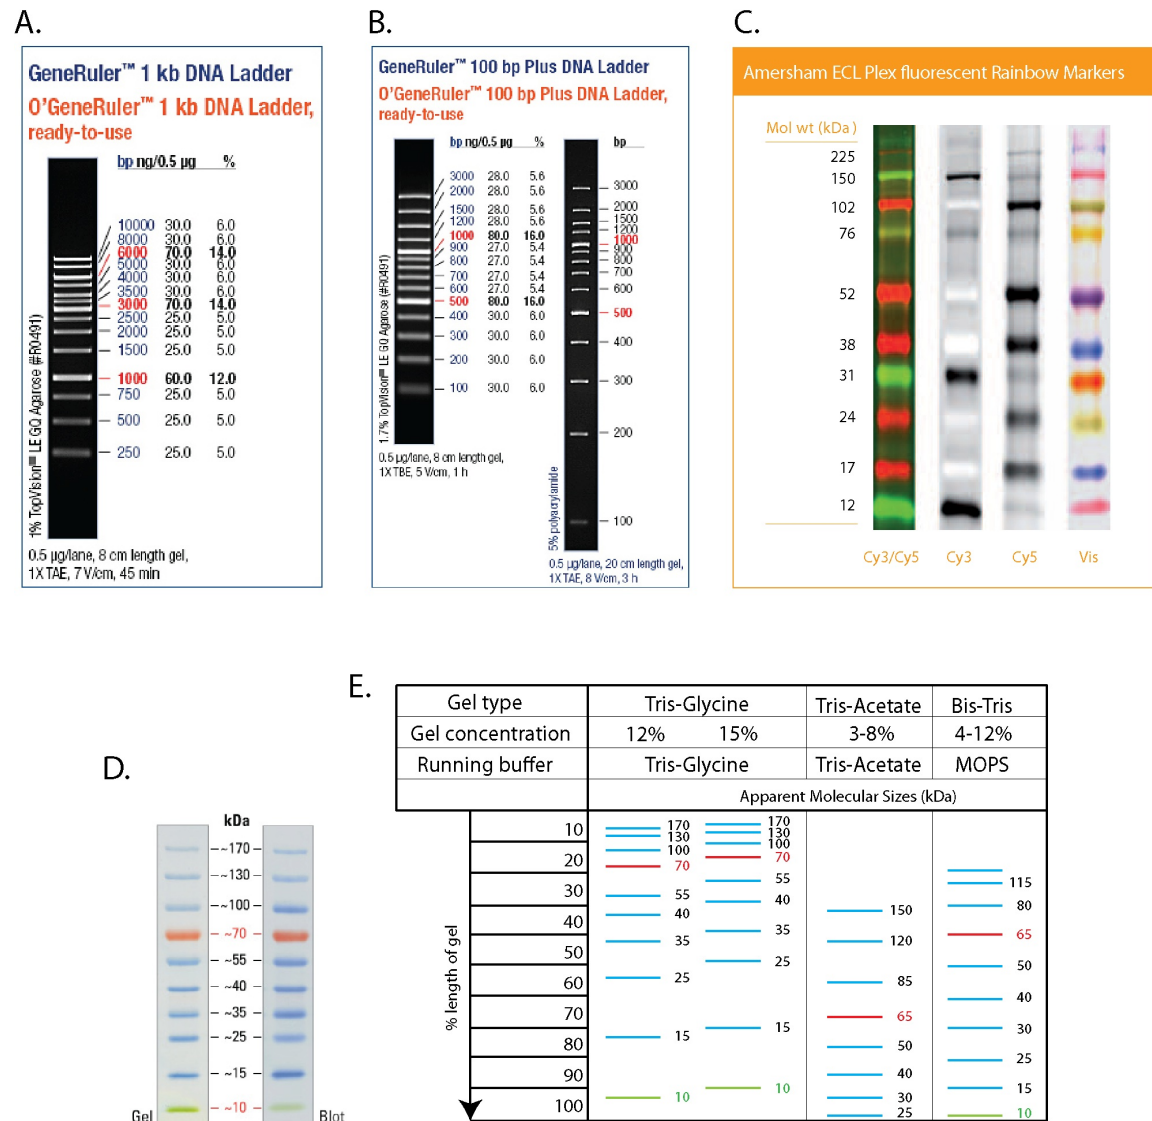 A.
GeneRuler™ 1 kb DNA Ladder
O'GeneRuler™ 1 kb DNA Ladder,
ready-to-use
bp ng/0.5 µg %
10000 30.0 6.0
8000 30.0 6.0
6000 70.0 14.0
5000 30.0 6.0
4000 30.0 6.0
3500 30.0 6.0
3000 70.0 14.0
2500 25.0 5.0
2000 25.0 5.0
1500 25.0 5.0
1000 60.0 12.0
750 25.0 5.0
500 25.0 5.0
250 25.0 5.0
1% TopVision™ LE GQ Agarose (#R0491)
0.5 µg/lane, 8 cm length gel,
1X TAE, 7 V/cm, 45 min
B.
GeneRuler™ 100 bp Plus DNA Ladder
O'GeneRuler™ 100 bp Plus DNA Ladder,
ready-to-use
bp ng/0.5 µg %
3000 28.0 5.6
2000 28.0 5.6
1500 28.0 5.6
1200 28.0 5.6
1000 80.0 16.0
900 27.0 5.4
800 27.0 5.4
700 27.0 5.4
600 27.0 5.4
500 80.0 16.0
400 30.0 6.0
300 30.0 6.0
200 30.0 6.0
100 30.0 6.0
1.7% TopVision™ LE GQ Agarose (#R0491)
0.5 µg/lane, 8 cm length gel,
1X TBE, 5 V/cm, 1 h
bp
3000
2000
1500
1200
1000
900
800
700
600
500
400
300
200
100
5% polyacrylamide
0.5 µg/lane, 20 cm length gel,
1X TAE, 8 V/cm, 3 h
C.
Amersham ECL Plex fluorescent Rainbow Markers
Mol wt (kDa)
225
150
102
76
52
38
31
24
17
12
Cy3/Cy5 Cy3 Cy5 Vis
D.
kDa
~170
~130
~100
~70
~55
~40
~35
~25
~15
~10
Gel Blot
E.
Gel type Tris-Glycine Tris-Acetate Bis-Tris
Gel concentration 12% 15% 3-8% 4-12%
Running buffer Tris-Glycine Tris-Acetate MOPS
Apparent Molecular Sizes (kDa)
% length of gel
10
20
30
40
50
60
70
80
90
100
170
130
100
70
55
40
35
25
15
10
170
130
100
70
55
40
35
25
15
10
150
120
85
65
50
40
30
25
115
80
65
50
40
30
25
15
10